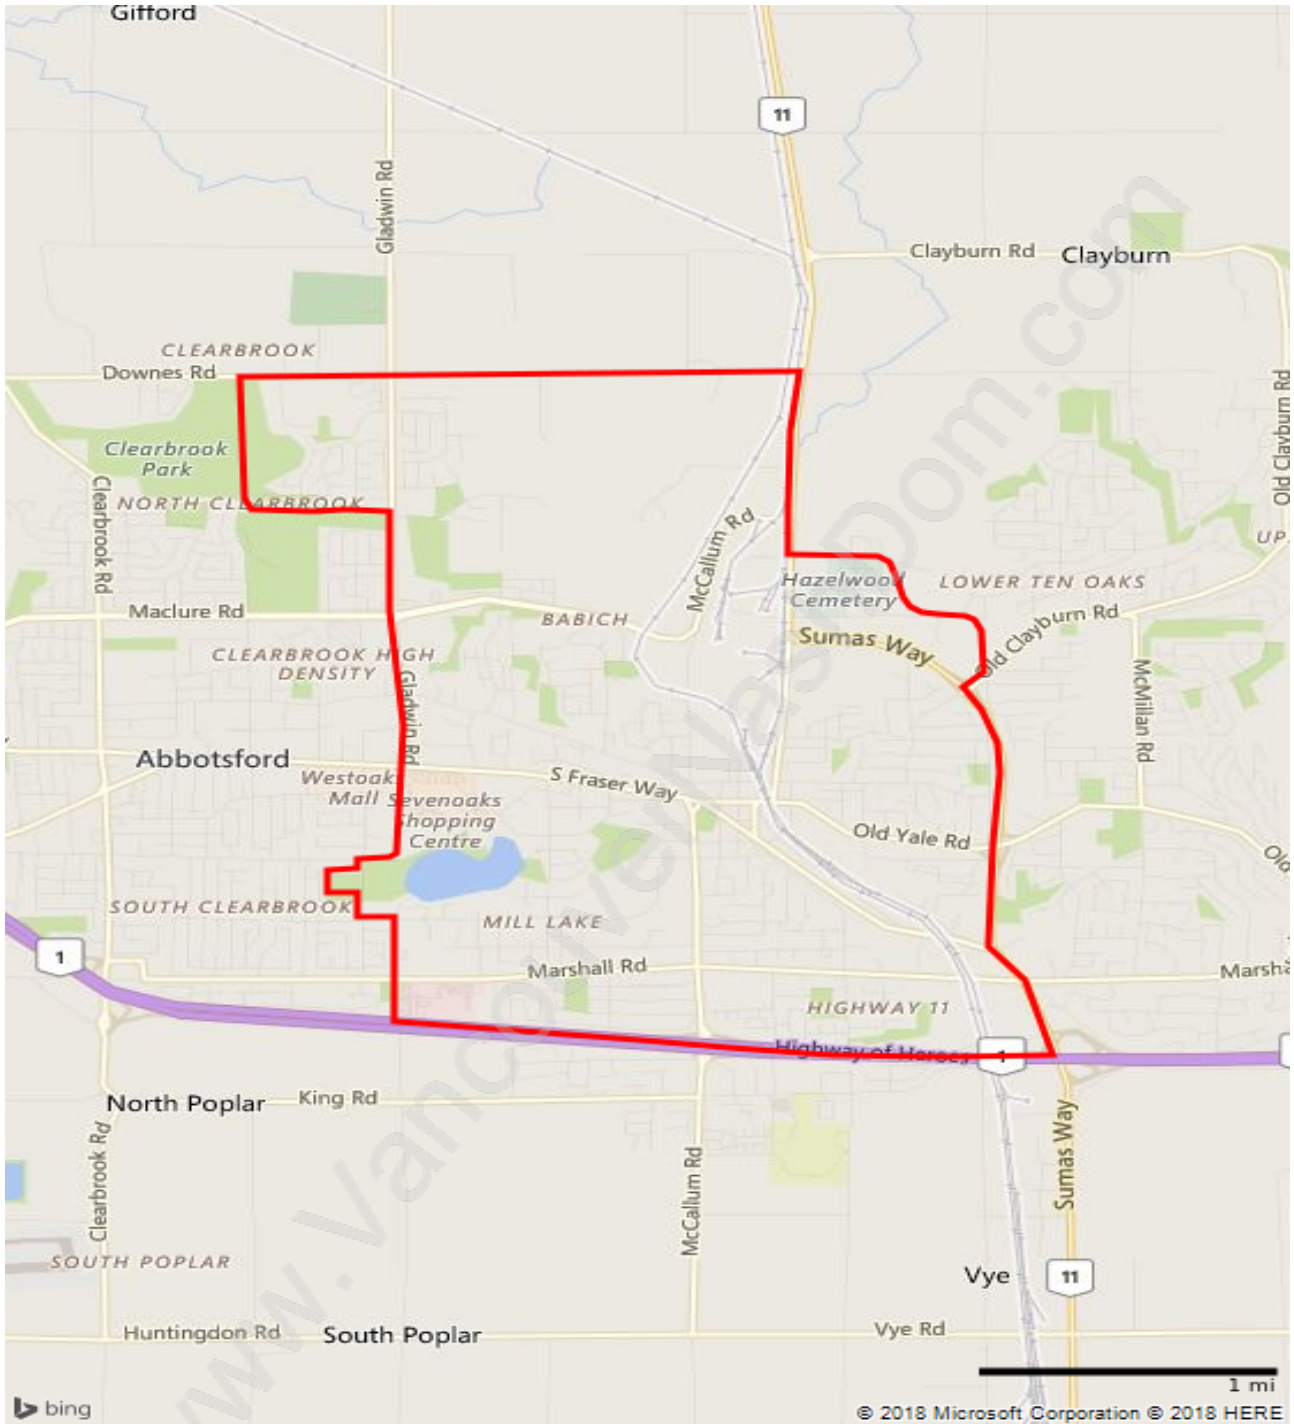 Gifford
11
Gladwin Rd
Clayburn Rd
Clayburn
CLEARBROOK
Downes Rd
Old Clayburn Rd
Clearbrook
Park
NORTH CLEARBROOK
Clearbrook Rd
McCallum Rd
UP
Hazelwood
Cemetery
LOWER TEN OAKS
Maclure Rd
BABICH
Sumas Way
Old Clayburn Rd
CLEARBROOK HIGH
DENSITY
Gladwin Rd
McMillan Rd
Abbotsford
Westoaks
Mall
Sevenoaks
Shopping
Centre
S Fraser Way
Old Yale Rd
Old
SOUTH CLEARBROOK
MILL LAKE
1
Marshall Rd
Marsha
HIGHWAY 11
Highway of Heroes
1
North Poplar
King Rd
Clearbrook Rd
McCallum Rd
Sumas Way
SOUTH POPLAR
Vye
11
Huntingdon Rd
South Poplar
Vye Rd
1 mi
bing
© 2018 Microsoft Corporation © 2018 HERE
www.VancouverNashDom.com